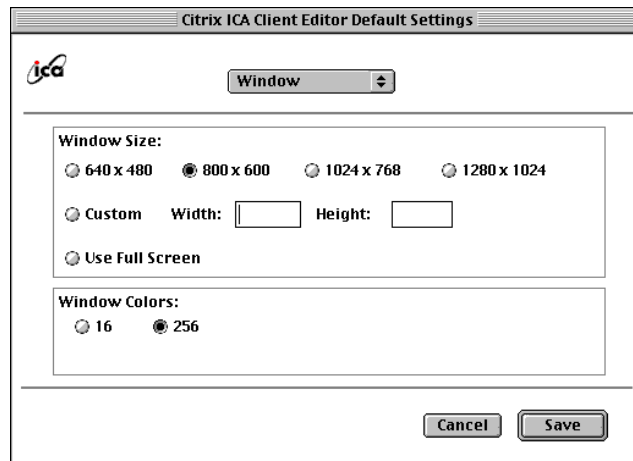 Citrix ICA Client Editor Default Settings
ica
Window
Window Size:
640 x 480 800 x 600 1024 x 768 1280 x 1024
Custom Width: Height:
Use Full Screen
Window Colors:
16 256
Cancel Save